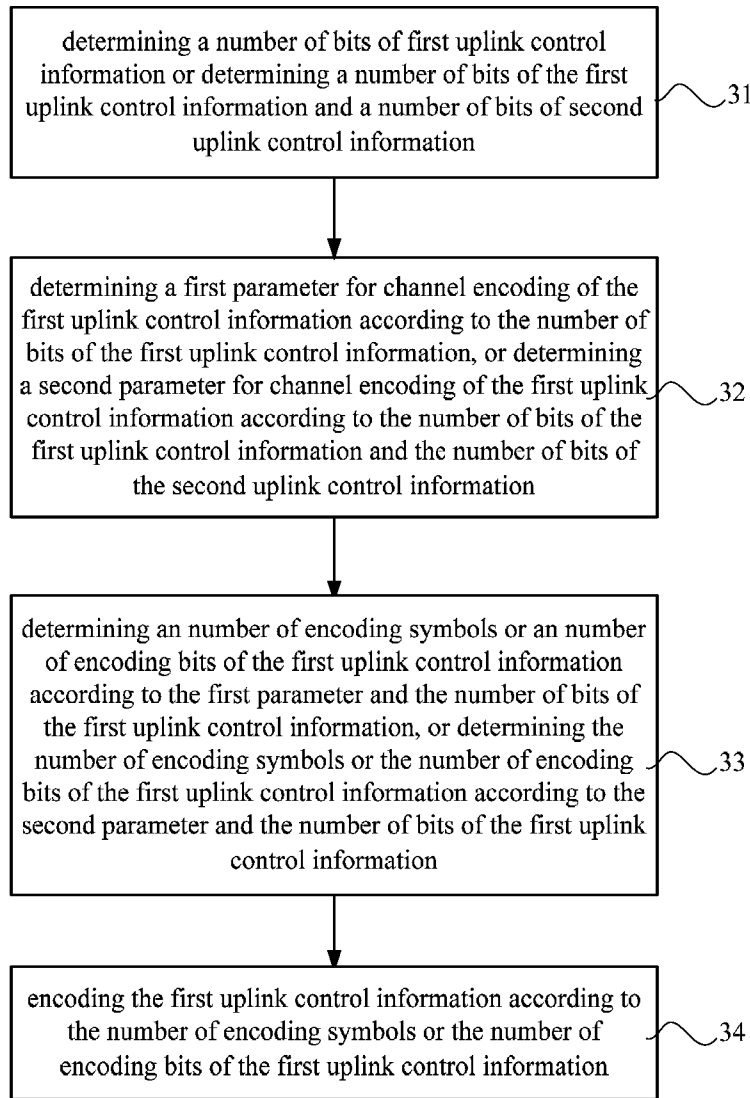 determining a number of bits of first uplink control
information or determining a number of bits of the first
uplink control information and a number of bits of second
uplink control information
31
determining a first parameter for channel encoding of the
first uplink control information according to the number of
bits of the first uplink control information, or determining
a second parameter for channel encoding of the first uplink
control information according to the number of bits of the
first uplink control information and the number of bits of
the second uplink control information
32
determining an number of encoding symbols or an number
of encoding bits of the first uplink control information
according to the first parameter and the number of bits of
the first uplink control information, or determining the
number of encoding symbols or the number of encoding
bits of the first uplink control information according to the
second parameter and the number of bits of the first uplink
control information
33
encoding the first uplink control information according to
the number of encoding symbols or the number of
encoding bits of the first uplink control information
34